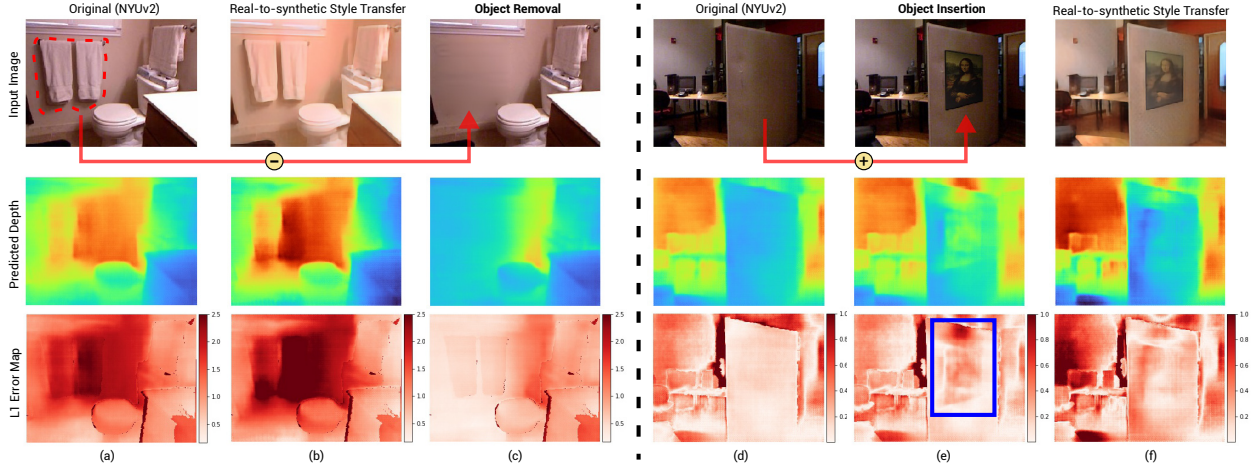 Original (NYUv2)
Real-to-synthetic Style Transfer
Object Removal
Original (NYUv2)
Object Insertion
Real-to-synthetic Style Transfer
Input Image
−
+
Predicted Depth
L1 Error Map
2.5
2.0
1.5
1.0
0.5
2.5
2.0
1.5
1.0
0.5
2.5
2.0
1.5
1.0
0.5
1.0
0.8
0.6
0.4
0.2
1.0
0.8
0.6
0.4
0.2
1.0
0.8
0.6
0.4
0.2
(a)
(b)
(c)
(d)
(e)
(f)